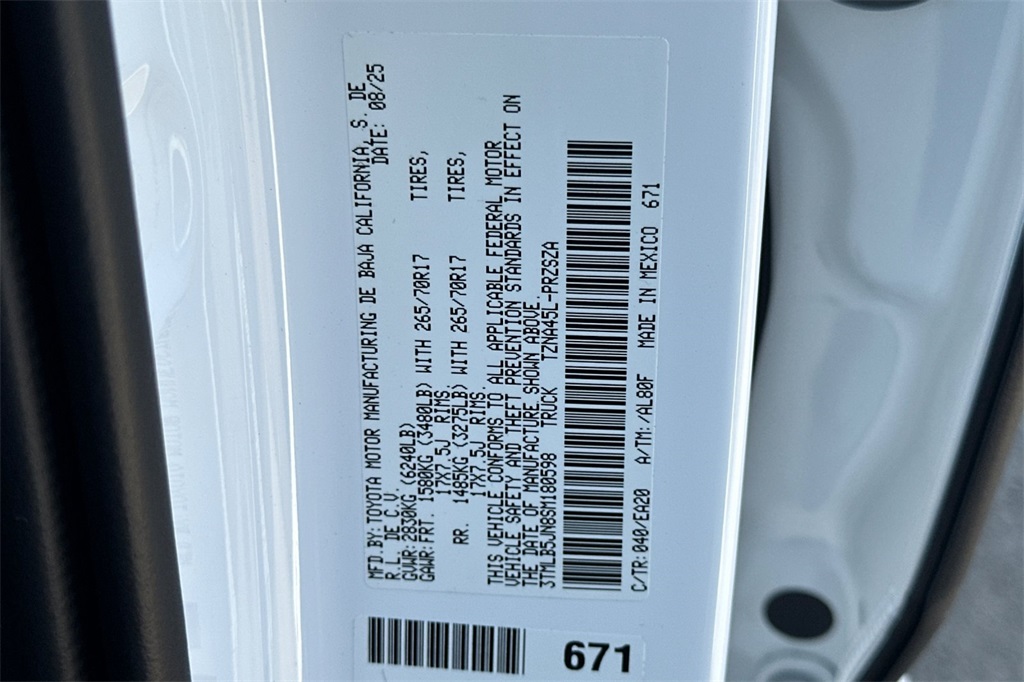 MFD.BY:TOYOTA MOTOR MANUFACTURING DE BAJA CALIFORNIA, S. DE
R.L. DE C.V. DATE: 08/25
GVWR:2830KG (6240LB)
GAWR:FRT. 1580KG (3480LB) WITH 265/70R17 TIRES,
17X7.5J RIMS.
RR. 1485KG (3275LB) WITH 265/70R17 TIRES,
17X7.5J RIMS.
THIS VEHICLE CONFORMS TO ALL APPLICABLE FEDERAL MOTOR
VEHICLE SAFETY AND THEFT PREVENTION STANDARDS IN EFFECT ON
THE DATE OF MANUFACTURE SHOWN ABOVE.
3TMLB5JN8SM180598 TRUCK TZNA45L-PRZSZA
C/TR:040/EA20 A/TM:/AL80F MADE IN MEXICO 671
671